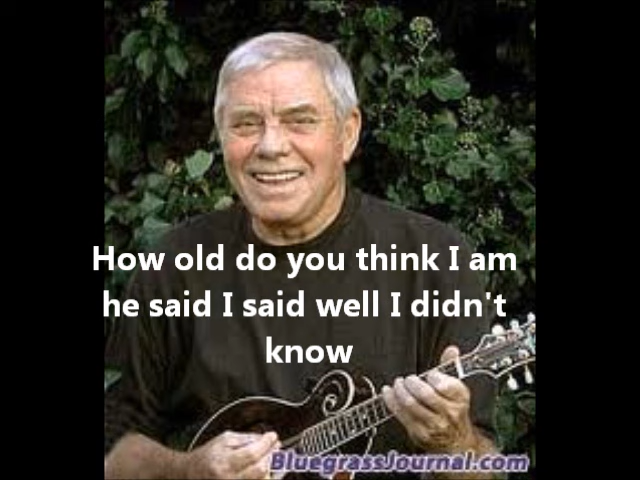 How old do you think I am
he said I said well I didn't
know
BluegrassJournal.com